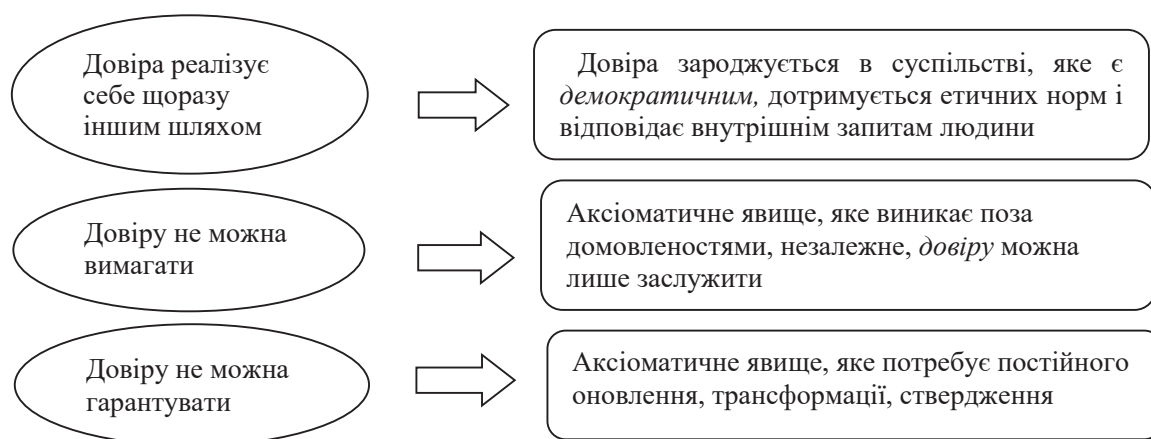 Довіра реалізує
себе щоразу
іншим шляхом
Довіра зароджується в суспільстві, яке є
демократичним, дотримується етичних норм і
відповідає внутрішнім запитам людини
Довіру не можна
вимагати
Аксіоматичне явище, яке виникає поза
домовленостями, незалежне, довіру можна
лише заслужити
Довіру не можна
гарантувати
Аксіоматичне явище, яке потребує постійного
оновлення, трансформації, ствердження